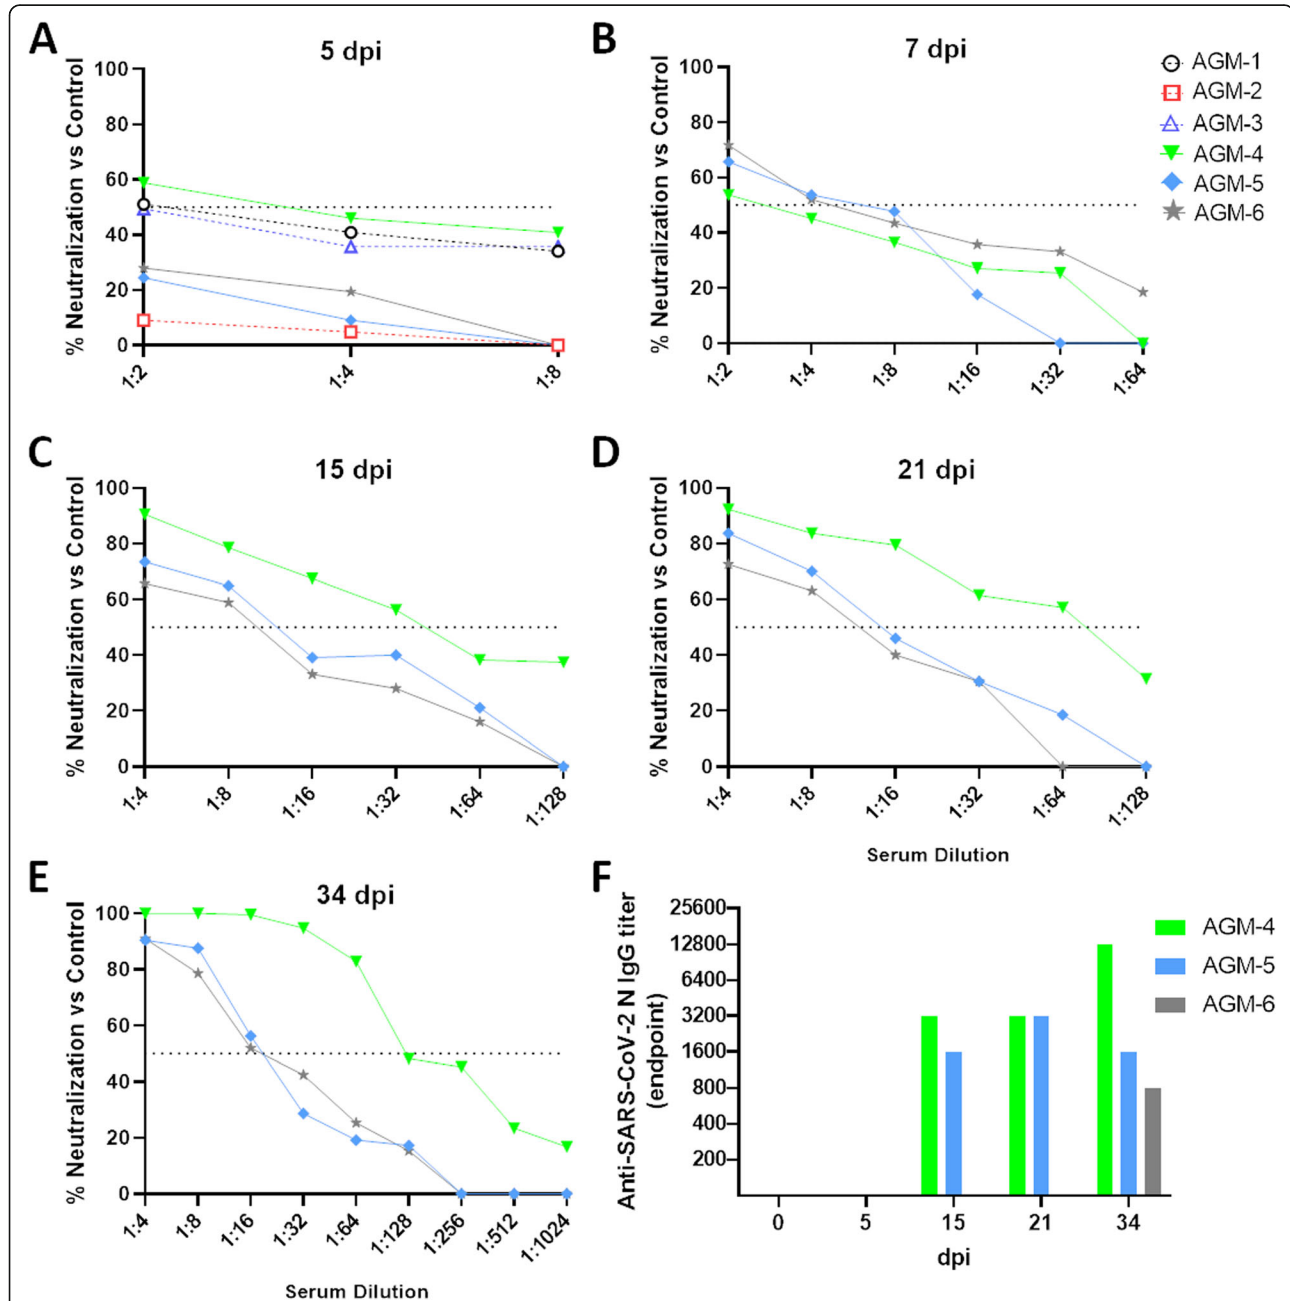 A
5 dpi
% Neutralization vs Control
100
80
60
40
20
0
1:2
1:4
1:8
B
7 dpi
% Neutralization vs Control
100
80
60
40
20
0
1:2
1:4
1:8
1:16
1:32
1:64
AGM-1
AGM-2
AGM-3
AGM-4
AGM-5
AGM-6
C
15 dpi
% Neutralization vs Control
100
80
60
40
20
0
1:4
1:8
1:16
1:32
1:64
1:128
D
21 dpi
% Neutralization vs Control
100
80
60
40
20
0
1:4
1:8
1:16
1:32
1:64
1:128
Serum Dilution
E
34 dpi
% Neutralization vs Control
100
80
60
40
20
0
1:4
1:8
1:16
1:32
1:64
1:128
1:256
1:512
1:1024
Serum Dilution
F
Anti-SARS-CoV-2 N IgG titer
(endpoint)
25600
12800
6400
3200
1600
800
400
200
0
5
15
21
34
dpi
AGM-4
AGM-5
AGM-6